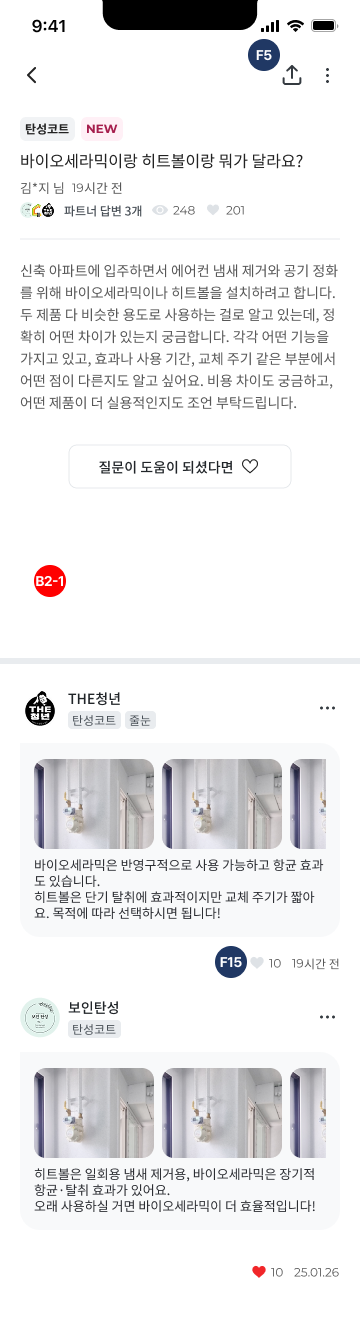 9:41
F5
탄성코트 NEW
바이오세라믹이랑 히트볼이랑 뭐가 달라요?
김*지 님 19시간 전
파트너 답변 3개 248 201
신축 아파트에 입주하면서 에어컨 냄새 제거와 공기 정화
를 위해 바이오세라믹이나 히트볼을 설치하려고 합니다.
두 제품 다 비슷한 용도로 사용하는 걸로 알고 있는데, 정
확히 어떤 차이가 있는지 궁금합니다. 각각 어떤 기능을
가지고 있고, 효과나 사용 기간, 교체 주기 같은 부분에서
어떤 점이 다른지도 알고 싶어요. 비용 차이도 궁금하고,
어떤 제품이 더 실용적인지도 조언 부탁드립니다.
질문이 도움이 되셨다면
B2-1
THE
청년
THE청년
탄성코트 줄눈
바이오세라믹은 반영구적으로 사용 가능하고 항균 효과
도 있습니다.
히트볼은 단기 탈취에 효과적이지만 교체 주기가 짧아
요. 목적에 따라 선택하시면 됩니다!
F15 10 19시간 전
보인탄성
탄성코트
히트볼은 일회용 냄새 제거용, 바이오세라믹은 장기적
항균·탈취 효과가 있어요.
오래 사용하실 거면 바이오세라믹이 더 효율적입니다!
10 25.01.26